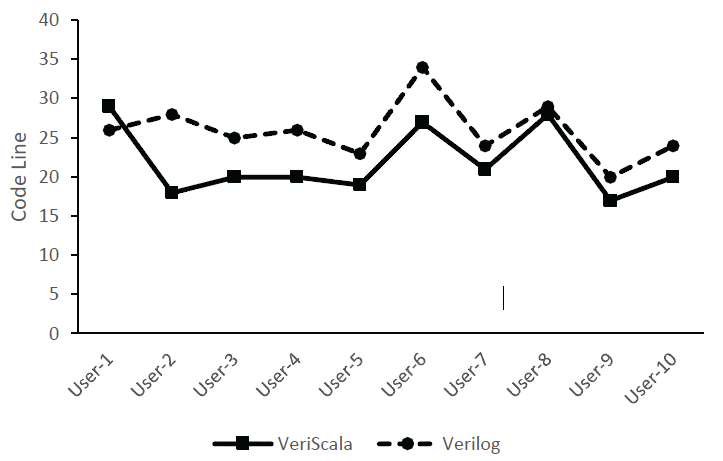 40
35
30
25
20
15
10
5
0
Code Line
User-1
User-2
User-3
User-4
User-5
User-6
User-7
User-8
User-9
User-10
VeriScala
Verilog